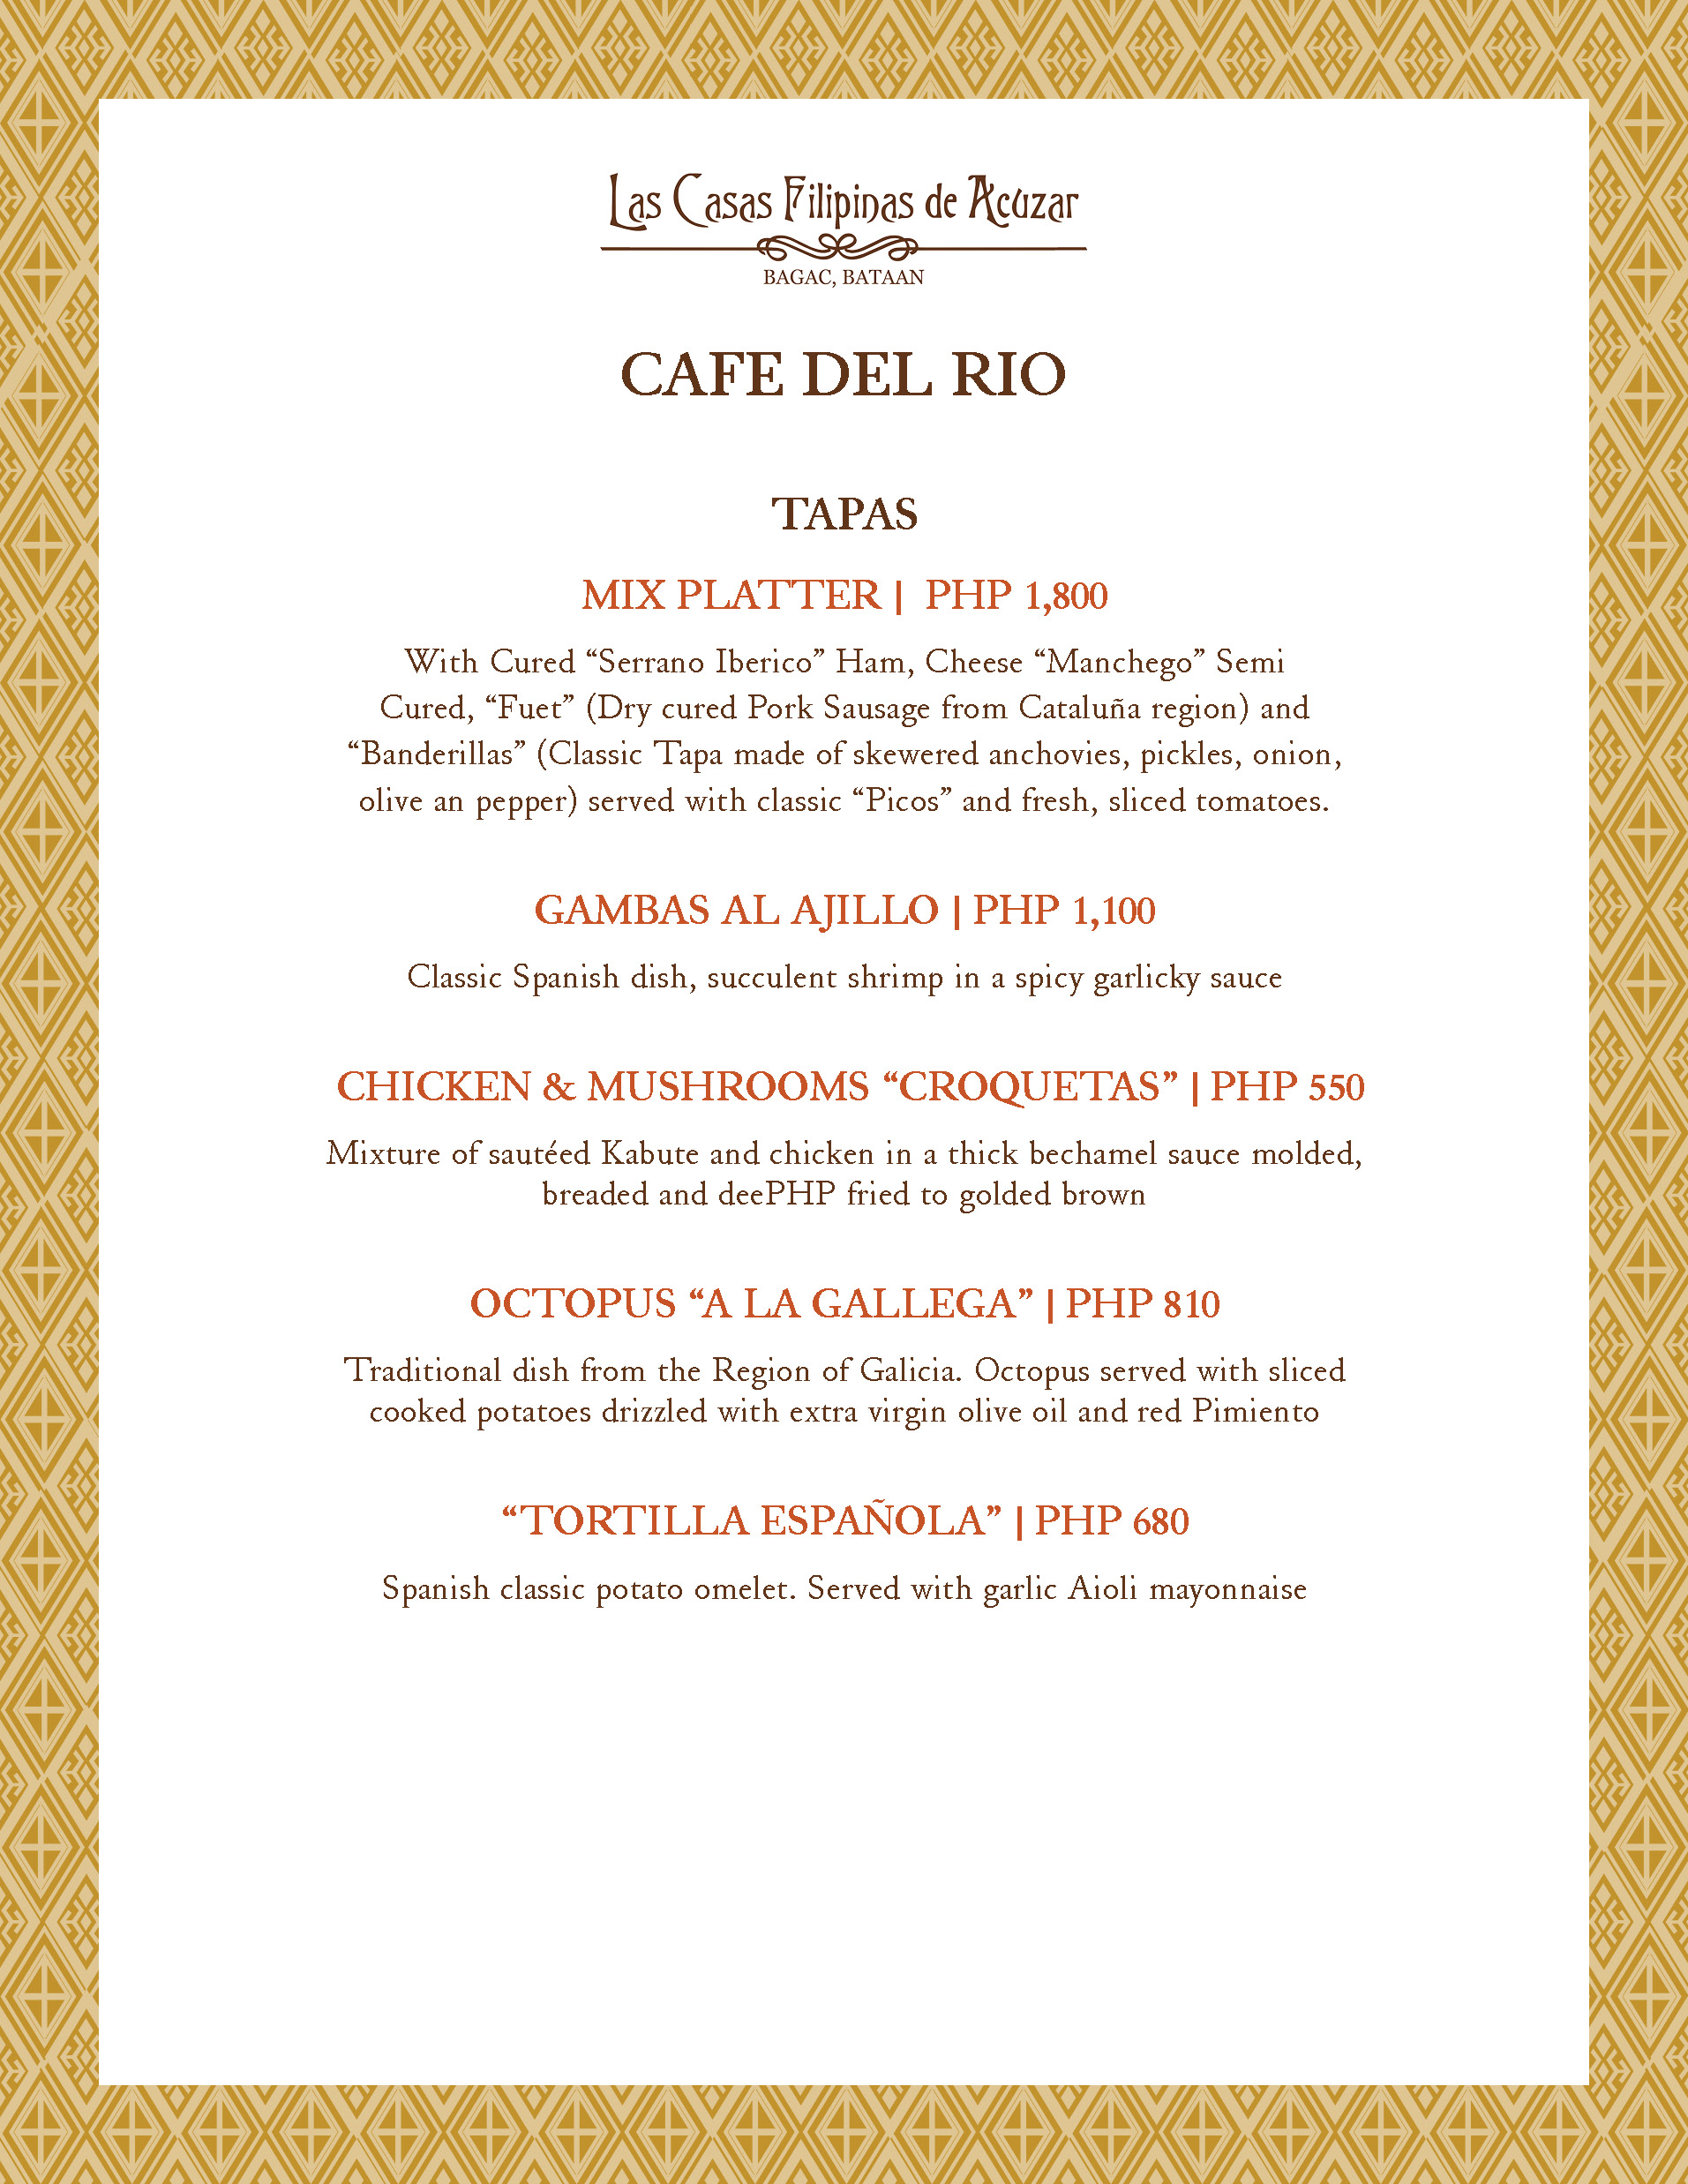 Las Casas Filipinas de Acuzar
BAGAC, BATAAN
CAFE DEL RIO
TAPAS
MIX PLATTER | PHP 1,800
With Cured “Serrano Iberico” Ham, Cheese “Manchego” Semi
Cured, “Fuet” (Dry cured Pork Sausage from Cataluña region) and
“Banderillas” (Classic Tapa made of skewered anchovies, pickles, onion,
olive an pepper) served with classic “Picos” and fresh, sliced tomatoes.
GAMBAS AL AJILLO | PHP 1,100
Classic Spanish dish, succulent shrimp in a spicy garlicky sauce
CHICKEN & MUSHROOMS “CROQUETAS” | PHP 550
Mixture of sautéed Kabute and chicken in a thick bechamel sauce molded,
breaded and deePHP fried to golded brown
OCTOPUS “A LA GALLEGA” | PHP 810
Traditional dish from the Region of Galicia. Octopus served with sliced
cooked potatoes drizzled with extra virgin olive oil and red Pimiento
“TORTILLA ESPAÑOLA” | PHP 680
Spanish classic potato omelet. Served with garlic Aioli mayonnaise